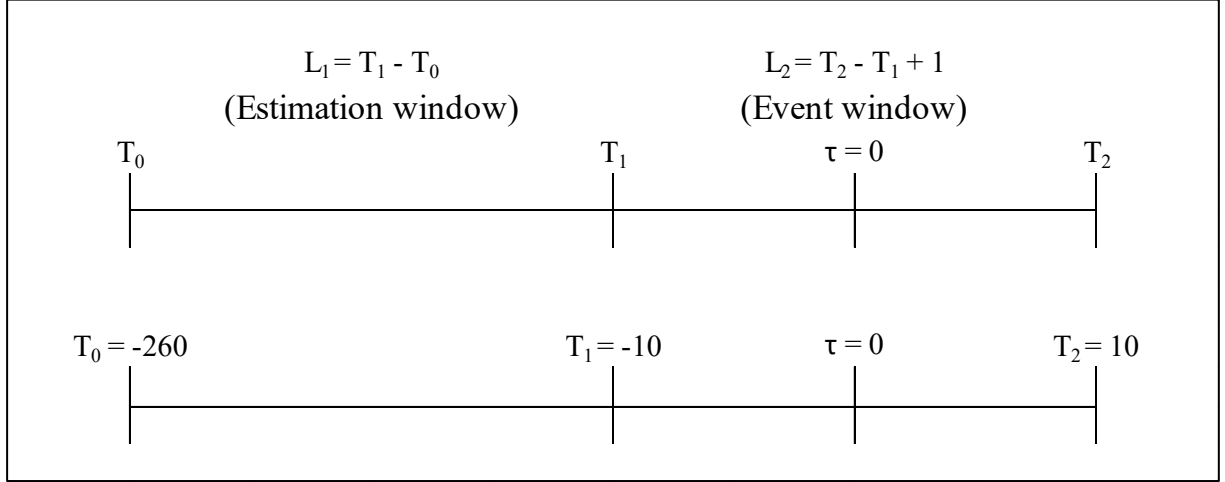 L₁ = T₁ - T₀ L₂ = T₂ - T₁ + 1
(Estimation window) (Event window)
T₀ T₁ τ = 0 T₂
T₀ = -260 T₁ = -10 τ = 0 T₂ = 10